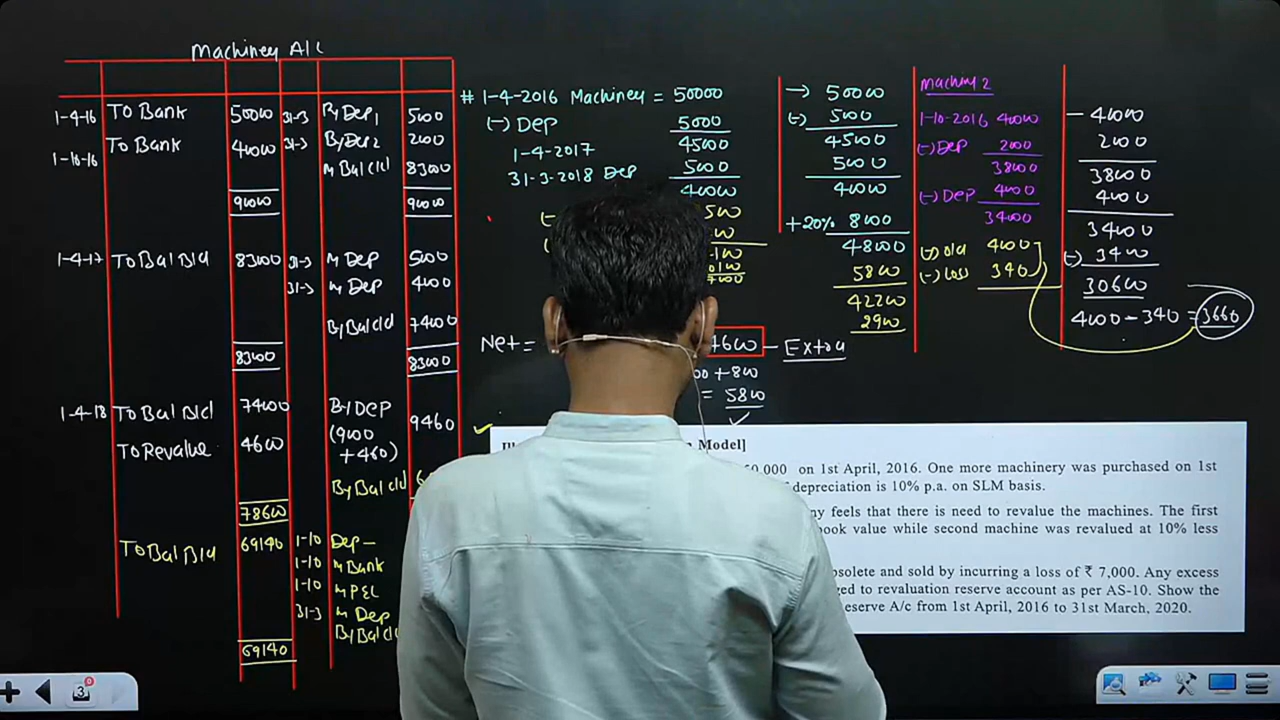 Machinery A/C
1-4-16 To Bank 50000 31-3 By Dep1 5000
1-10-16 To Bank 40000 31-3 By Dep2 2000
By Bal c/d 83000
90000 90000
1-4-17 To Bal B/d 83000 31-3 By Dep 5000
31-3 By Dep 4000
By Bal c/d 74000
83000 83000
1-4-18 To Bal B/d 74000 By Dep 9460
To Revalue 4600 (9000
+460)
By Bal c/d
78600
To Bal B/d 69140 1-10 Dep -
1-10 By Bank
1-10 By P&L
31-3 By Dep
By Bal c/d
69140
# 1-4-2016 Machinery = 50000
(-) Dep 5000
1-4-2017 45000
31-3-2018 Dep 5000
40000
Net = 4600 - Extra
+ 800
= 5800
→ 50000
(-) 5000
45000
5000
40000
+20% 8000
48000
5800
42200
2900
Machinery 2
1-10-2016 40000
(-) Dep 2000
38000
(-) Dep 4000
34000
(-) old 4000
(-) Loss 340
40000
2000
38000
4000
34000
(-) 3400
30600
4000 - 340 = 3660
Model]
0,000 on 1st April, 2016. One more machinery was purchased on 1st
depreciation is 10% p.a. on SLM basis.
feels that there is need to revalue the machines. The first
book value while second machine was revalued at 10% less
and sold by incurring a loss of ₹ 7,000. Any excess
to revaluation reserve account as per AS-10. Show the
A/c from 1st April, 2016 to 31st March, 2020.
3
0